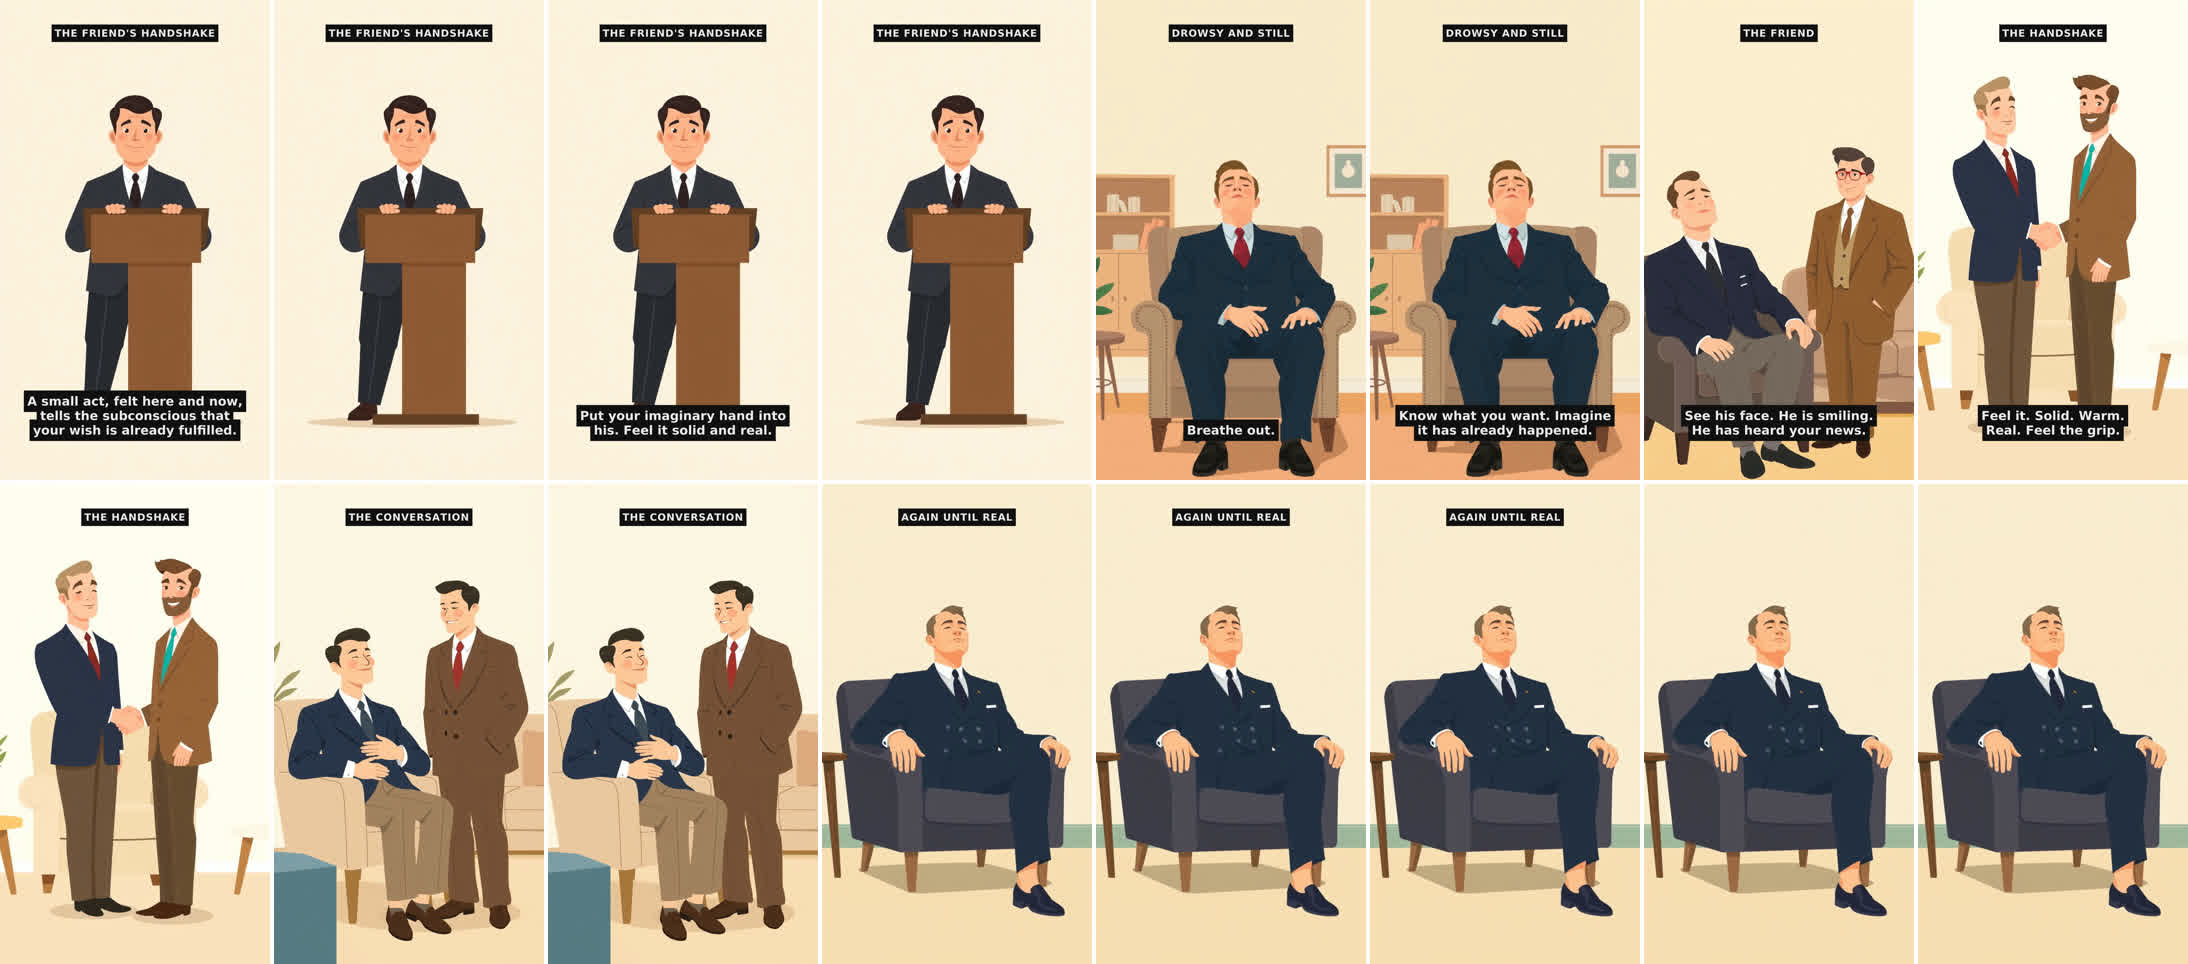 THE FRIEND'S HANDSHAKE
A small act, felt here and now,
tells the subconscious that
your wish is already fulfilled.
THE FRIEND'S HANDSHAKE
THE FRIEND'S HANDSHAKE
Put your imaginary hand into
his. Feel it solid and real.
THE FRIEND'S HANDSHAKE
DROWSY AND STILL
Breathe out.
DROWSY AND STILL
Know what you want. Imagine
it has already happened.
THE FRIEND
See his face. He is smiling.
He has heard your news.
THE HANDSHAKE
Feel it. Solid. Warm.
Real. Feel the grip.
THE HANDSHAKE
THE CONVERSATION
THE CONVERSATION
AGAIN UNTIL REAL
AGAIN UNTIL REAL
AGAIN UNTIL REAL